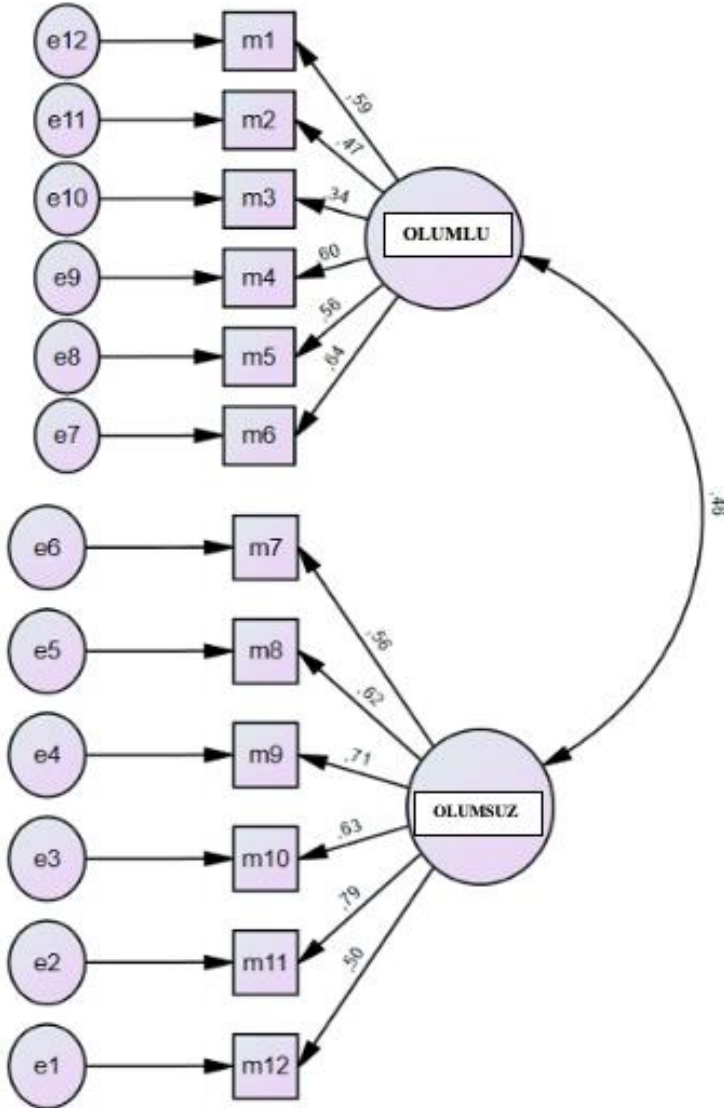 e12 m1
,59
e11 m2
,47
e10 m3
,34
OLUMLU
e9 m4
,60
e8 m5
,56
e7 m6
,64
,46
e6 m7
,56
e5 m8
,62
e4 m9
,71
OLUMSUZ
e3 m10
,63
e2 m11
,79
e1 m12
,50